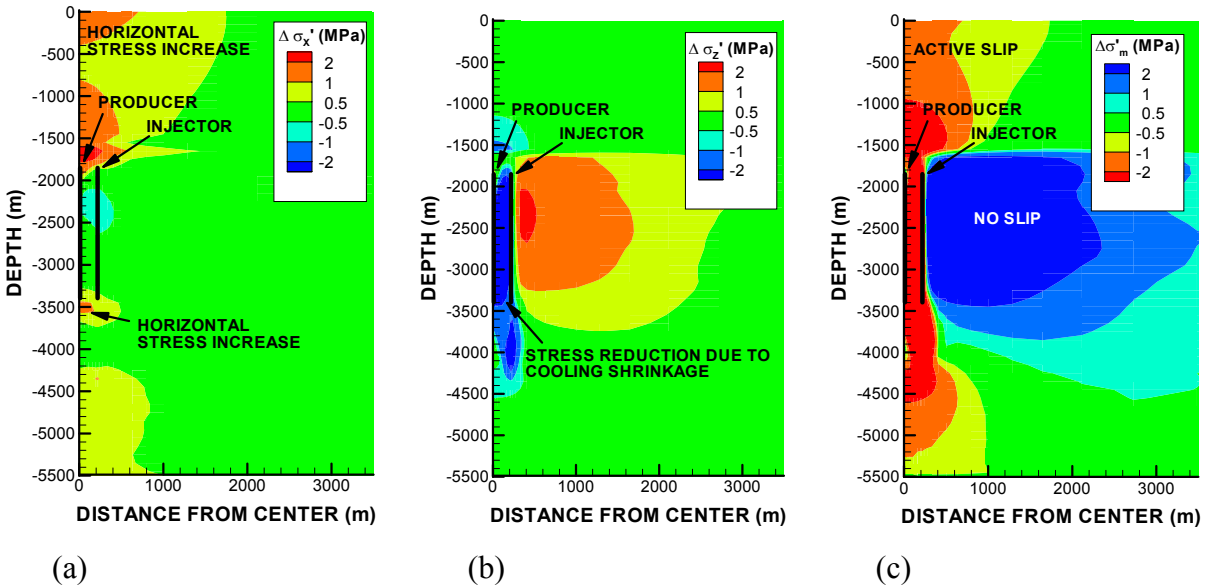 0
-500
-1000
-1500
-2000
-2500
-3000
-3500
-4000
-4500
-5000
-5500
DEPTH (m)
HORIZONTAL
STRESS INCREASE
Δ σx' (MPa)
2
1
0.5
-0.5
-1
-2
PRODUCER
INJECTOR
HORIZONTAL
STRESS INCREASE
0 1000 2000 3000
DISTANCE FROM CENTER (m)
(a)
0
-500
-1000
-1500
-2000
-2500
-3000
-3500
-4000
-4500
-5000
-5500
DEPTH (m)
Δ σz' (MPa)
2
1
0.5
-0.5
-1
-2
PRODUCER
INJECTOR
STRESS REDUCTION DUE TO
COOLING SHRINKAGE
0 1000 2000 3000
DISTANCE FROM CENTER (m)
(b)
0
-500
-1000
-1500
-2000
-2500
-3000
-3500
-4000
-4500
-5000
-5500
DEPTH (m)
ACTIVE SLIP
Δσ'm (MPa)
2
1
0.5
-0.5
-1
-2
PRODUCER
INJECTOR
NO SLIP
0 1000 2000 3000
DISTANCE FROM CENTER (m)
(c)